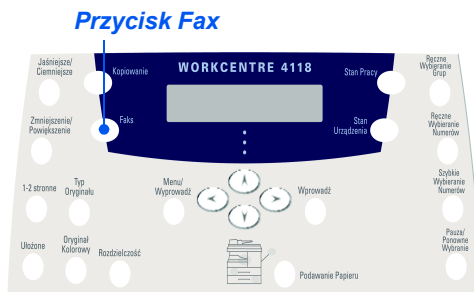 Przycisk Fax
Jaśniejsze/
Ciemniejsze
Kopiowanie
WORKCENTRE 4118
Stan Pracy
Ręczne
Wybieranie
Grup
Zmniejszenie/
Powiększenie
Faks
Stan
Urządzenia
Ręczne
Wybieranie
Numerów
1-2 stronne
Typ
Oryginału
Menu/
Wyprowadź
Wprowadź
Szybkie
Wybieranie
Numerów
Ułożone
Oryginał
Kolorowy
Rozdzielczość
Podawanie Papieru
Pauza/
Ponowne
Wybranie